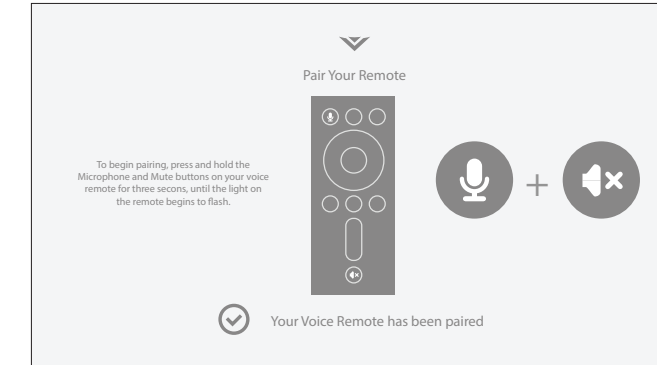 Pair Your Remote
To begin pairing, press and hold the
Microphone and Mute buttons on your voice
remote for three secons, until the light on
the remote begins to flash.
+
Your Voice Remote has been paired